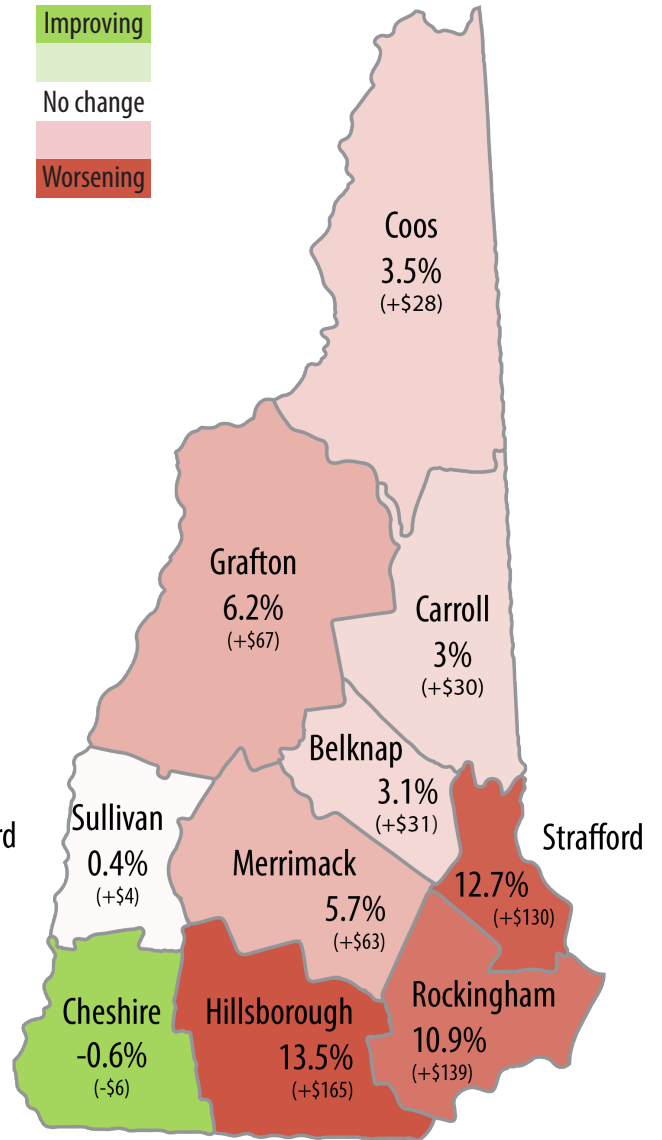 Improving
No change
Worsening
Coos
3.5%
(+$28)
Grafton
6.2%
(+$67)
Carroll
3%
(+$30)
Belknap
3.1%
(+$31)
Sullivan
0.4%
(+$4)
rd
Strafford
12.7%
(+$130)
Merrimack
5.7%
(+$63)
Cheshire
-0.6%
(-$6)
Hillsborough
13.5%
(+$165)
Rockingham
10.9%
(+$139)